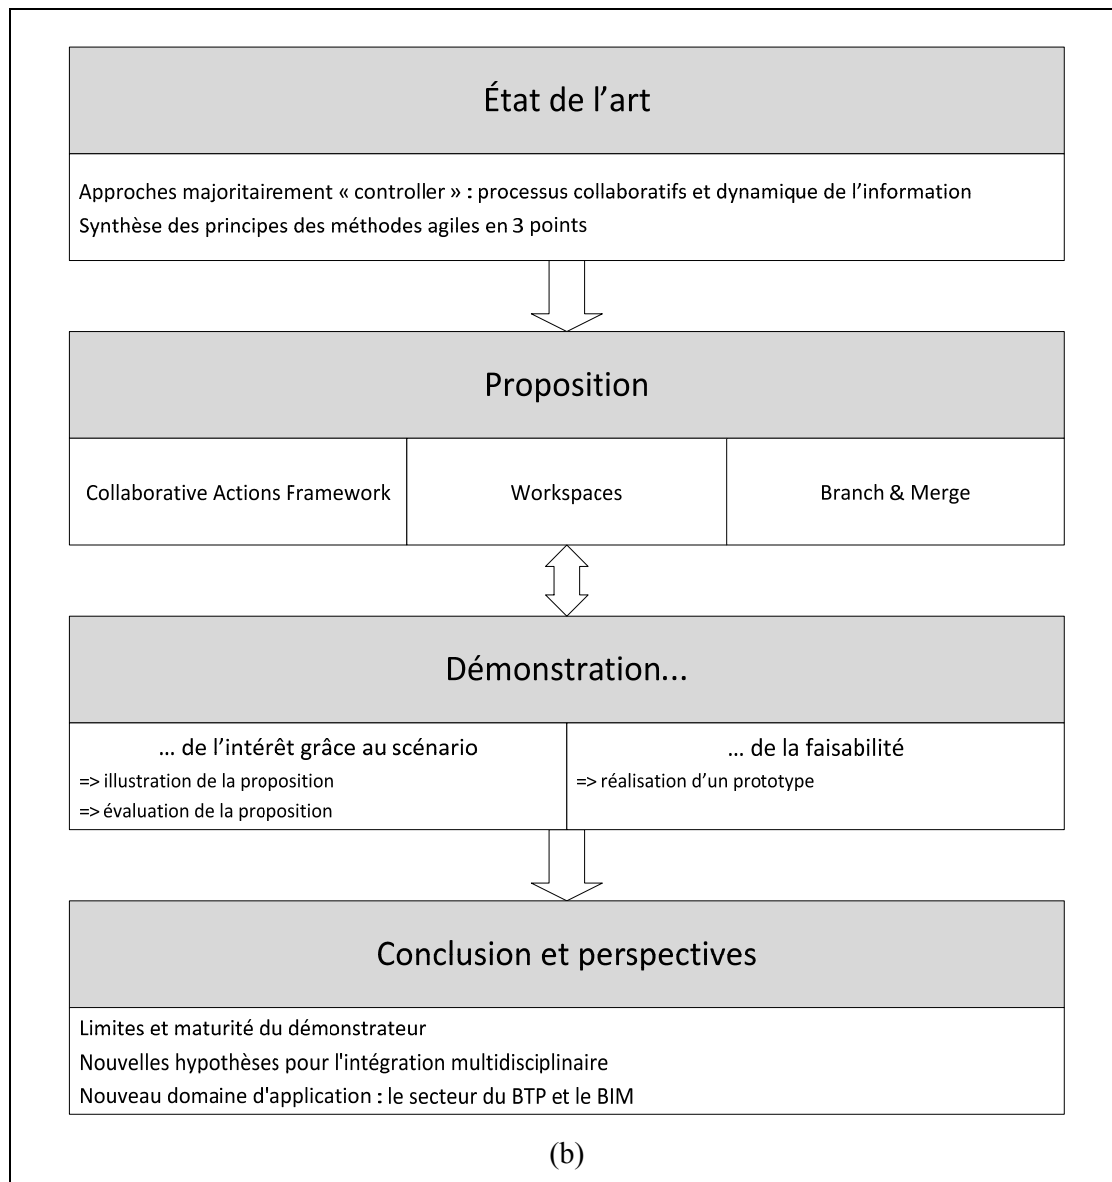 État de l’art
Approches majoritairement « controller » : processus collaboratifs et dynamique de l’information
Synthèse des principes des méthodes agiles en 3 points
Proposition
Collaborative Actions Framework
Workspaces
Branch & Merge
Démonstration...
... de l’intérêt grâce au scénario
=> illustration de la proposition
=> évaluation de la proposition
... de la faisabilité
=> réalisation d’un prototype
Conclusion et perspectives
Limites et maturité du démonstrateur
Nouvelles hypothèses pour l'intégration multidisciplinaire
Nouveau domaine d'application : le secteur du BTP et le BIM
(b)